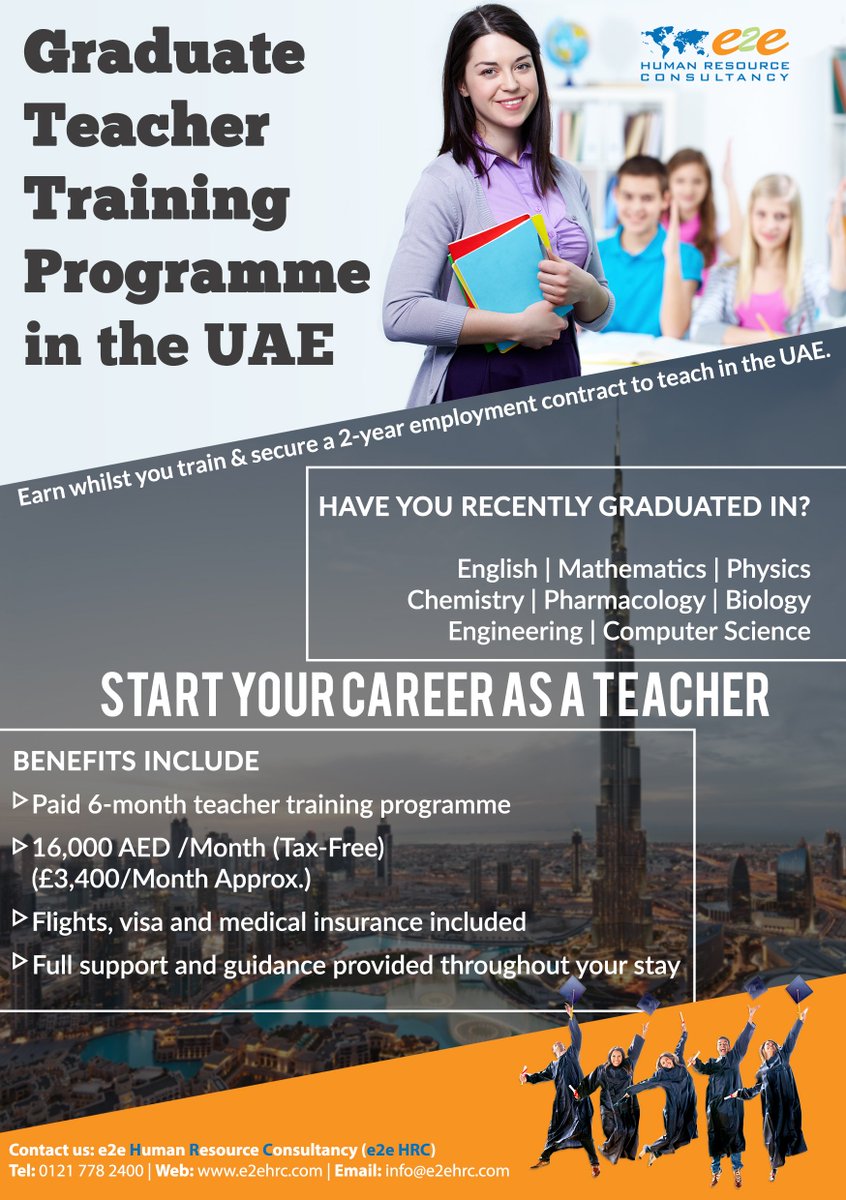 Graduate
Teacher
Training
Programme
in the UAE
e2e
HUMAN RESOURCE
CONSULTANCY
Earn whilst you train & secure a 2-year employment contract to teach in the UAE.
HAVE YOU RECENTLY GRADUATED IN?
English | Mathematics | Physics
Chemistry | Pharmacology | Biology
Engineering | Computer Science
START YOUR CAREER AS A TEACHER
BENEFITS INCLUDE
Paid 6-month teacher training programme
16,000 AED /Month (Tax-Free)
(£3,400/Month Approx.)
Flights, visa and medical insurance included
Full support and guidance provided throughout your stay
Contact us: e2e Human Resource Consultancy (e2e HRC)
Tel: 0121 778 2400 | Web: www.e2ehrc.com | Email: info@e2ehrc.com